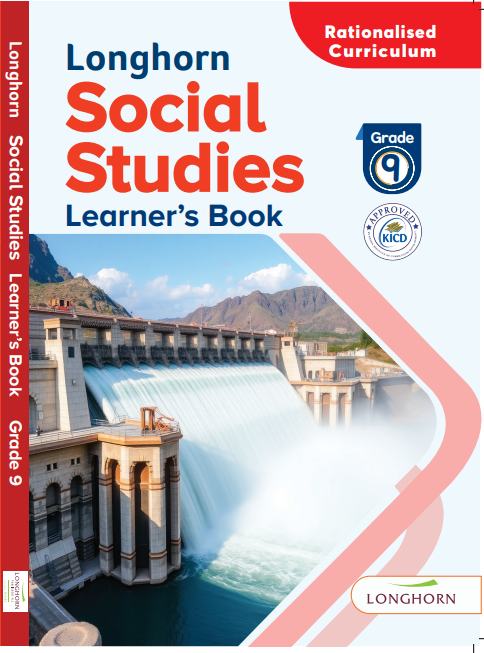 Rationalised
Curriculum
Longhorn
Social
Studies
Learner's Book
Grade
9
APPROVED
KICD
LONGHORN
Longhorn Social Studies Learner's Book Grade 9
LONGHORN